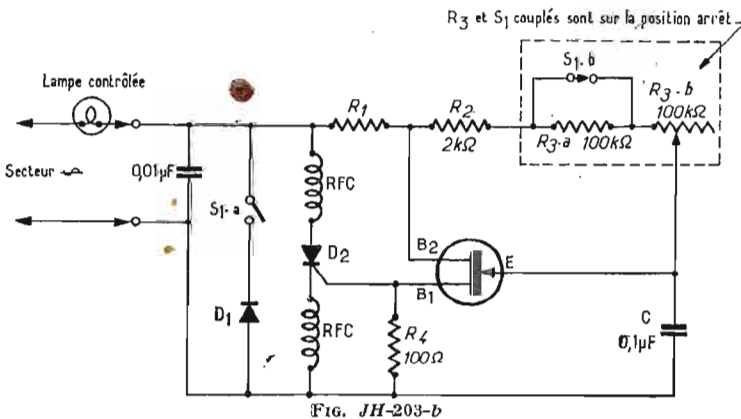 R3 et S1 couplés sont sur la position arrêt
Lampe contrôlée
S1-b
R3-b
100kΩ
R1
R2
2kΩ
R3-a 100kΩ
Secteur
0,01µF
RFC
S1-a
D2
B2
E
B1
D1
RFC
R4
100Ω
C
0,1µF
FIG. JH-203-b